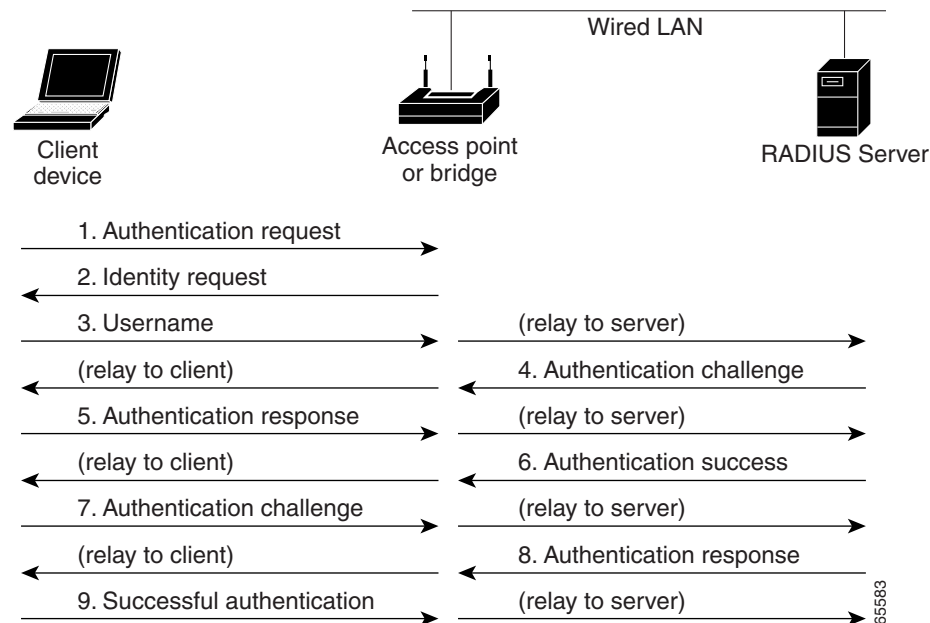 Wired LAN
Client
device
Access point
or bridge
RADIUS Server
1. Authentication request
2. Identity request
3. Username
(relay to server)
(relay to client)
4. Authentication challenge
5. Authentication response
(relay to server)
(relay to client)
6. Authentication success
7. Authentication challenge
(relay to server)
(relay to client)
8. Authentication response
9. Successful authentication
(relay to server)
65583